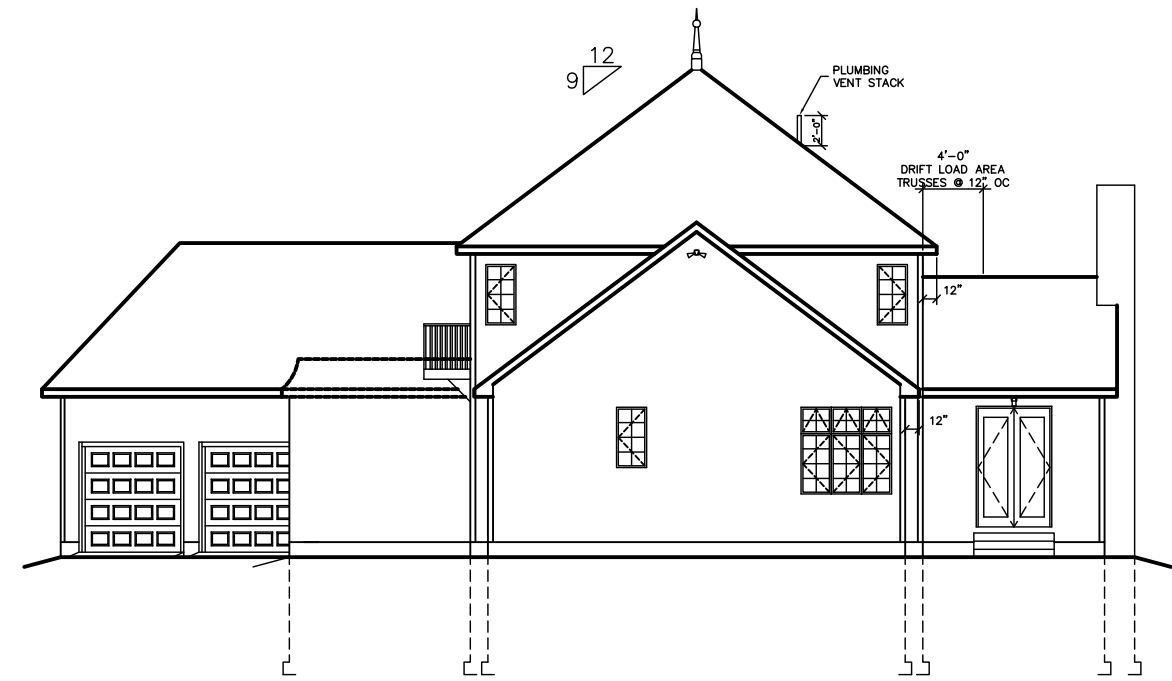 12
9
PLUMBING
VENT STACK
2'-0"
4'-0"
DRIFT LOAD AREA
TRUSSES @ 12" OC
12"
12"